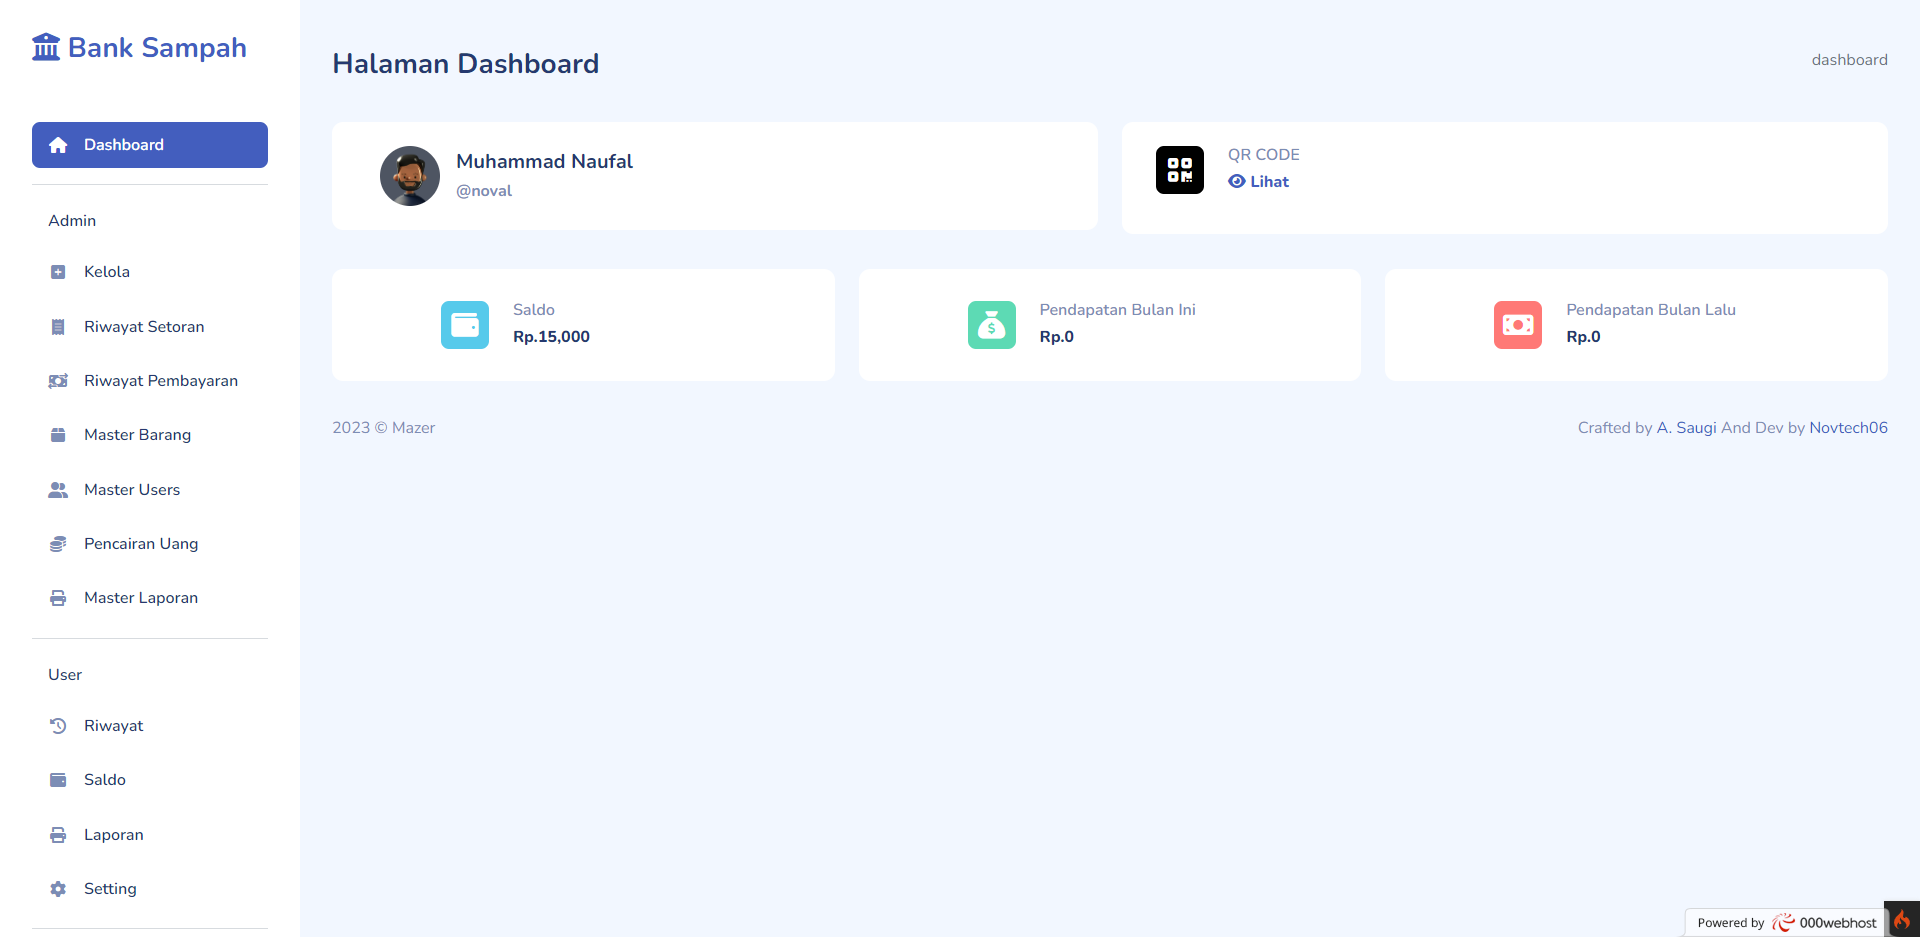 Bank Sampah
Dashboard
Admin
Kelola
Riwayat Setoran
Riwayat Pembayaran
Master Barang
Master Users
Pencairan Uang
Master Laporan
User
Riwayat
Saldo
Laporan
Setting
Halaman Dashboard
dashboard
Muhammad Naufal
@noval
QR CODE
Lihat
Saldo
Rp.15,000
Pendapatan Bulan Ini
Rp.0
Pendapatan Bulan Lalu
Rp.0
2023 © Mazer
Crafted by A. Saugi And Dev by Novtech06
Powered by 000webhost